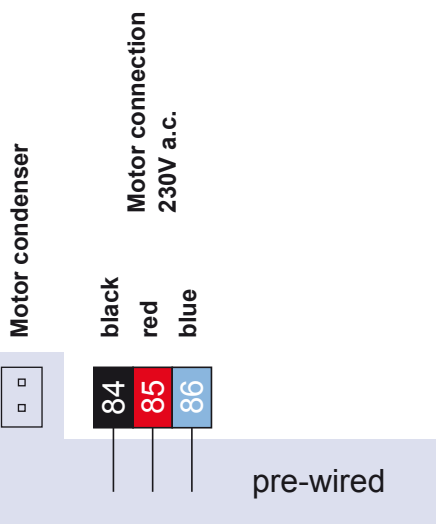 Motor condenser
Motor connection
230V a.c.
black
red
blue
84
85
86
pre-wired